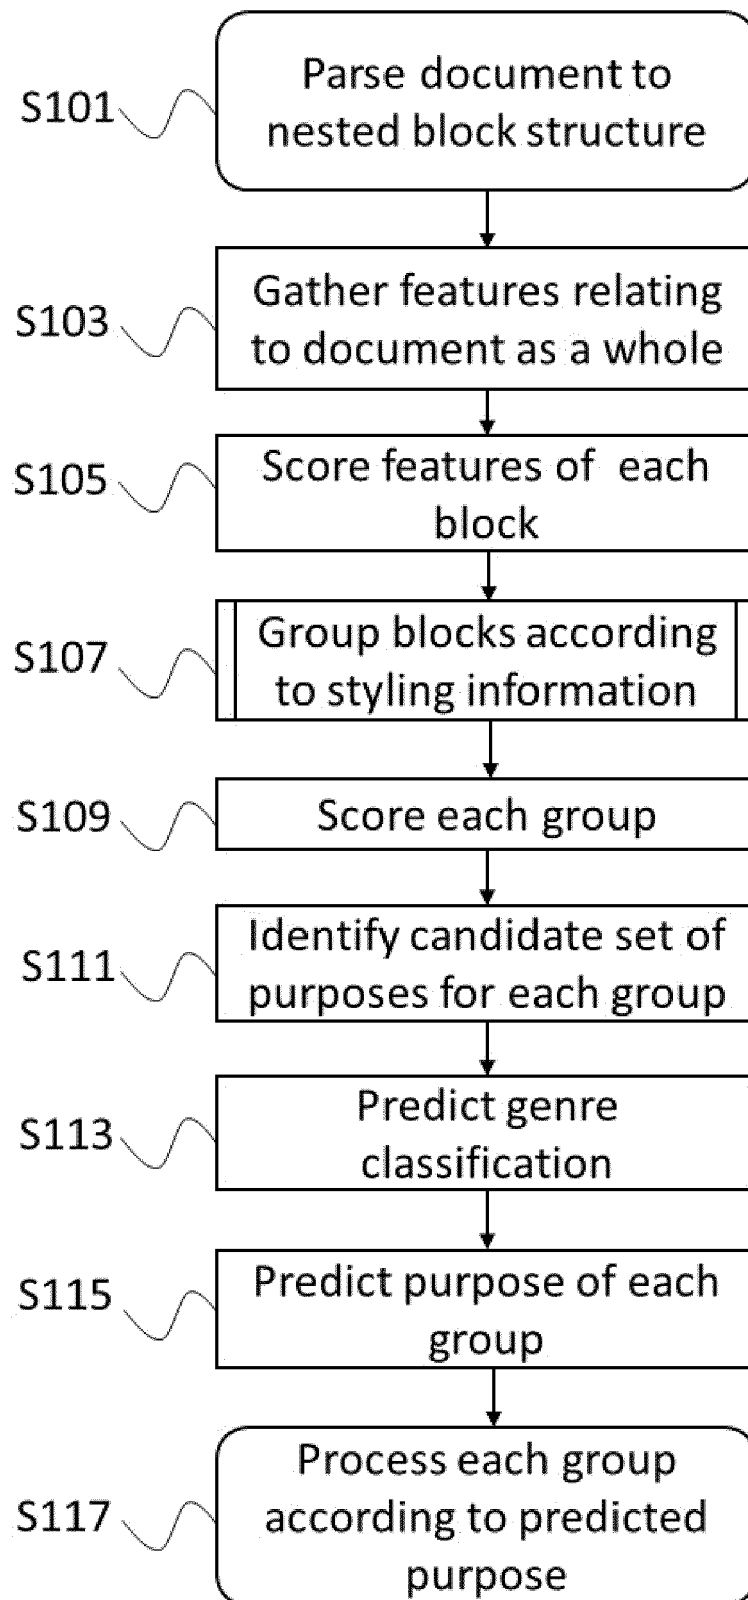 S101
Parse document to
nested block structure
S103
Gather features relating
to document as a whole
S105
Score features of each
block
S107
Group blocks according
to styling information
S109
Score each group
S111
Identify candidate set of
purposes for each group
S113
Predict genre
classification
S115
Predict purpose of each
group
S117
Process each group
according to predicted
purpose